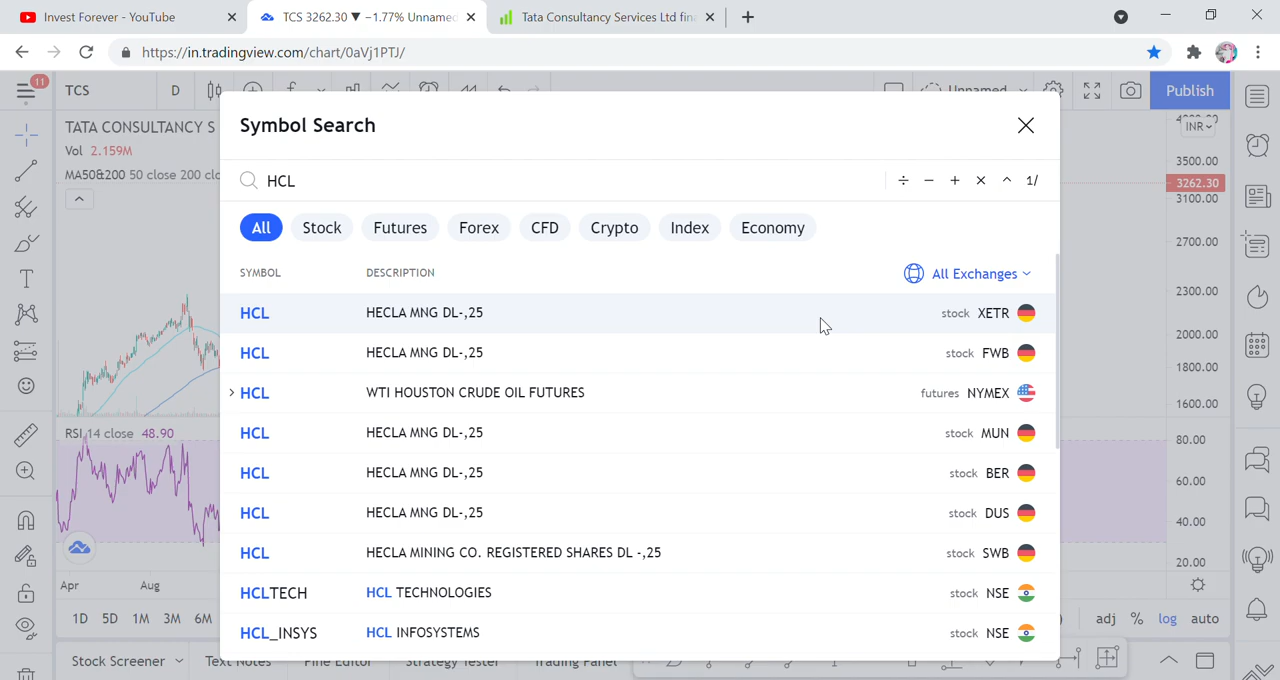 Invest Forever - YouTube
TCS 3262.30 ▼ −1.77% Unname
Tata Consultancy Services Ltd fin
https://in.tradingview.com/chart/0aVj1PTJ/
11
TCS D Unnamed Publish
TATA CONSULTANCY S
Vol 2.159M
MA50&200 50 close 200 clo
Symbol Search
HCL
÷ − + × ^ 1/
All Stock Futures Forex CFD Crypto Index Economy
SYMBOL DESCRIPTION All Exchanges
HCL HECLA MNG DL-,25 stock XETR
HCL HECLA MNG DL-,25 stock FWB
HCL WTI HOUSTON CRUDE OIL FUTURES futures NYMEX
HCL HECLA MNG DL-,25 stock MUN
HCL HECLA MNG DL-,25 stock BER
HCL HECLA MNG DL-,25 stock DUS
HCL HECLA MINING CO. REGISTERED SHARES DL -,25 stock SWB
HCLTECH HCL TECHNOLOGIES stock NSE
HCL_INSYS HCL INFOSYSTEMS stock NSE
INR
3500.00
3262.30
3100.00
2700.00
2300.00
2000.00
1800.00
1600.00
RSI 14 close 48.90
80.00
60.00
40.00
20.00
Apr Aug
1D 5D 1M 3M 6M
adj % log auto
Stock Screener Text Notes Pine Editor Strategy Tester Trading Panel